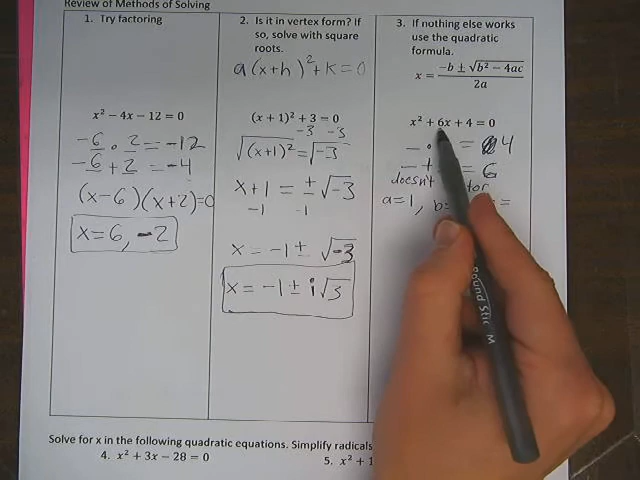 Review of Methods of Solving
1. Try factoring
x² − 4x − 12 = 0
-6 · 2 = -12
-6 + 2 = -4
(x-6)(x+2)=0
x = 6, -2
2. Is it in vertex form? If
so, solve with square
roots.
a(x+h)²+k=0
(x + 1)² + 3 = 0
-3 -3
√(x+1)² = √-3
x+1 = ± √-3
-1 -1
x = -1 ± √-3
x = -1 ± i√3
3. If nothing else works
use the quadratic
formula.
x = (−b ± √(b² − 4ac)) / 2a
x² + 6x + 4 = 0
_ · = 4
_ + = 6
doesn't
a=1, b= =
Solve for x in the following quadratic equations. Simplify radicals
4. x² + 3x − 28 = 0
5. x² + 1